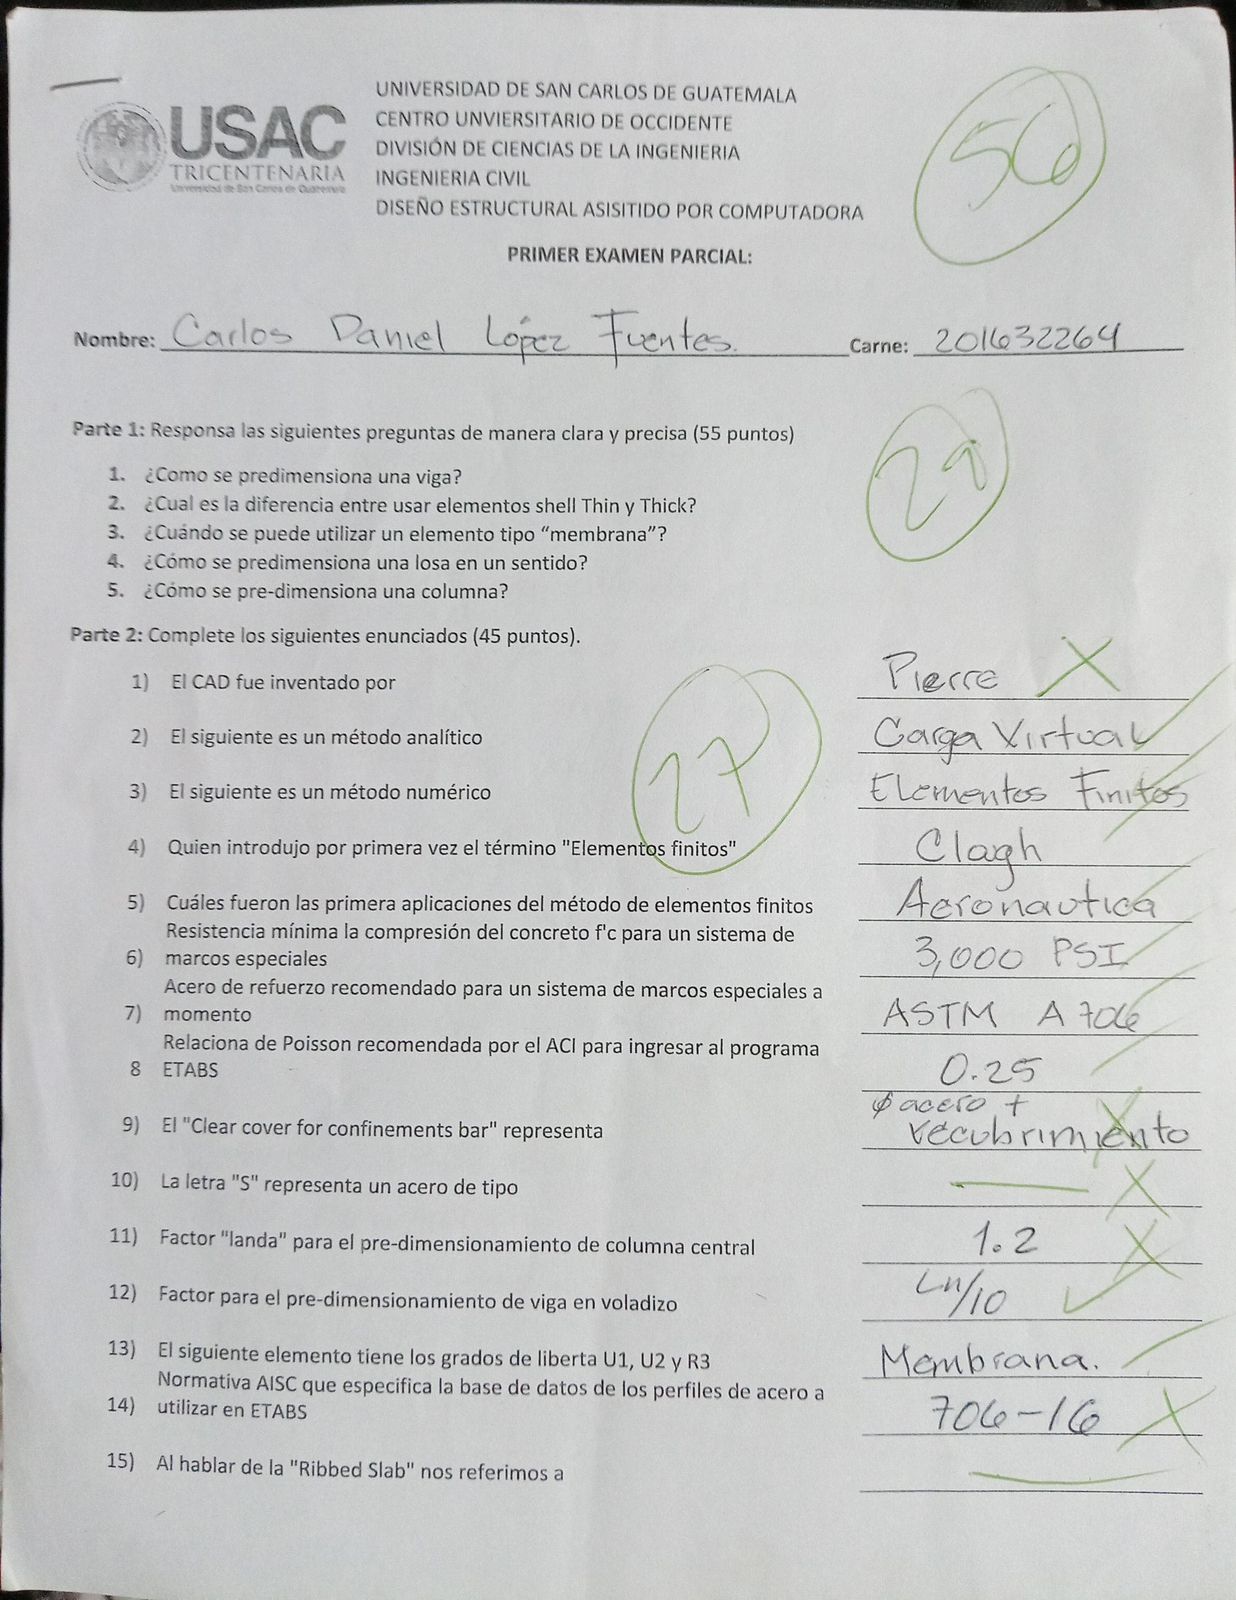 UNIVERSIDAD DE SAN CARLOS DE GUATEMALA
CENTRO UNVIERSITARIO DE OCCIDENTE
DIVISIÓN DE CIENCIAS DE LA INGENIERIA
INGENIERIA CIVIL
DISEÑO ESTRUCTURAL ASISITIDO POR COMPUTADORA
USAC
TRICENTENARIA
Universidad de San Carlos de Guatemala
56
PRIMER EXAMEN PARCIAL:
Nombre: Carlos Daniel López Fuentes. Carne: 201632264
Parte 1: Responsa las siguientes preguntas de manera clara y precisa (55 puntos)
29
1. ¿Como se predimensiona una viga?
2. ¿Cual es la diferencia entre usar elementos shell Thin y Thick?
3. ¿Cuándo se puede utilizar un elemento tipo “membrana”?
4. ¿Cómo se predimensiona una losa en un sentido?
5. ¿Cómo se pre-dimensiona una columna?
Parte 2: Complete los siguientes enunciados (45 puntos).
27
1) El CAD fue inventado por Pierre
2) El siguiente es un método analítico Carga Virtual
3) El siguiente es un método numérico Elementos Finitos
4) Quien introdujo por primera vez el término "Elementos finitos" Clagh
5) Cuáles fueron las primera aplicaciones del método de elementos finitos Aeronautica
Resistencia mínima la compresión del concreto f'c para un sistema de
6) marcos especiales 3,000 PSI
Acero de refuerzo recomendado para un sistema de marcos especiales a
7) momento ASTM A 706
Relaciona de Poisson recomendada por el ACI para ingresar al programa
8 ETABS 0.25
φ acero +
9) El "Clear cover for confinements bar" representa recubrimiento
10) La letra "S" representa un acero de tipo
11) Factor "landa" para el pre-dimensionamiento de columna central 1.2
12) Factor para el pre-dimensionamiento de viga en voladizo Ln/10
13) El siguiente elemento tiene los grados de liberta U1, U2 y R3 Membrana.
Normativa AISC que especifica la base de datos de los perfiles de acero a
14) utilizar en ETABS 706-16
15) Al hablar de la "Ribbed Slab" nos referimos a